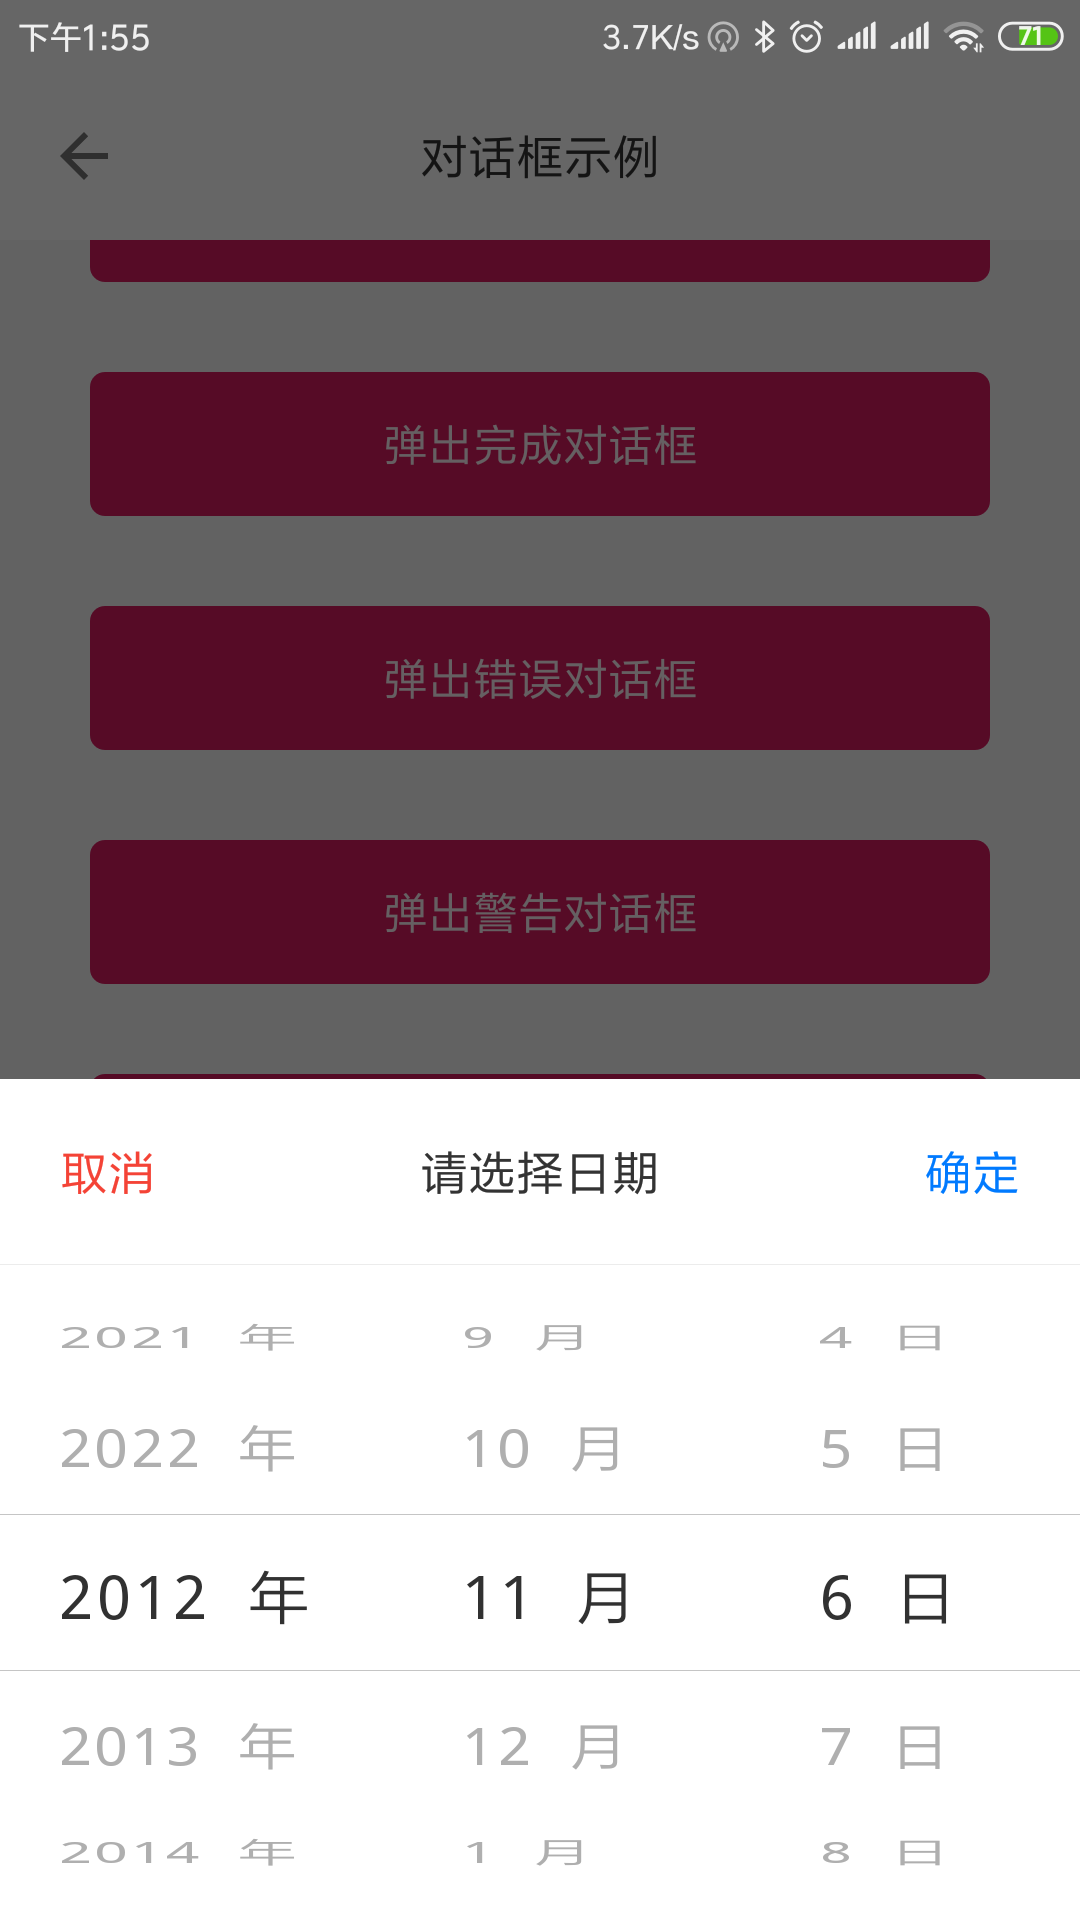 下午1:55 3.7K/s 71
对话框示例
弹出完成对话框
弹出错误对话框
弹出警告对话框
取消 请选择日期 确定
2021 年 9 月 4 日
2022 年 10 月 5 日
2012 年 11 月 6 日
2013 年 12 月 7 日
2014 年 1 月 8 日